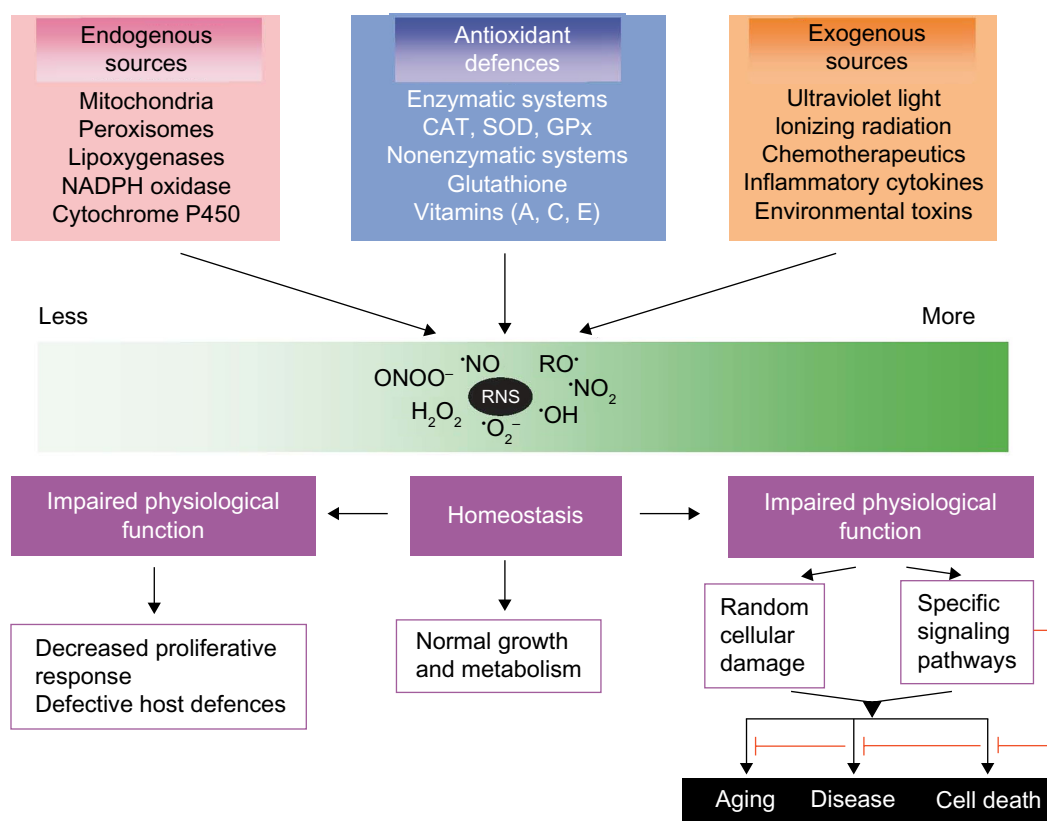 Endogenous
sources
Mitochondria
Peroxisomes
Lipoxygenases
NADPH oxidase
Cytochrome P450
Antioxidant
defences
Enzymatic systems
CAT, SOD, GPx
Nonenzymatic systems
Glutathione
Vitamins (A, C, E)
Exogenous
sources
Ultraviolet light
Ionizing radiation
Chemotherapeutics
Inflammatory cytokines
Environmental toxins
Less
More
•NO
RO•
ONOO⁻
RNS
•NO₂
H₂O₂
•OH
•O₂⁻
Impaired physiological
function
Homeostasis
Impaired physiological
function
Decreased proliferative
response
Defective host defences
Normal growth
and metabolism
Random
cellular
damage
Specific
signaling
pathways
Aging
Disease
Cell death